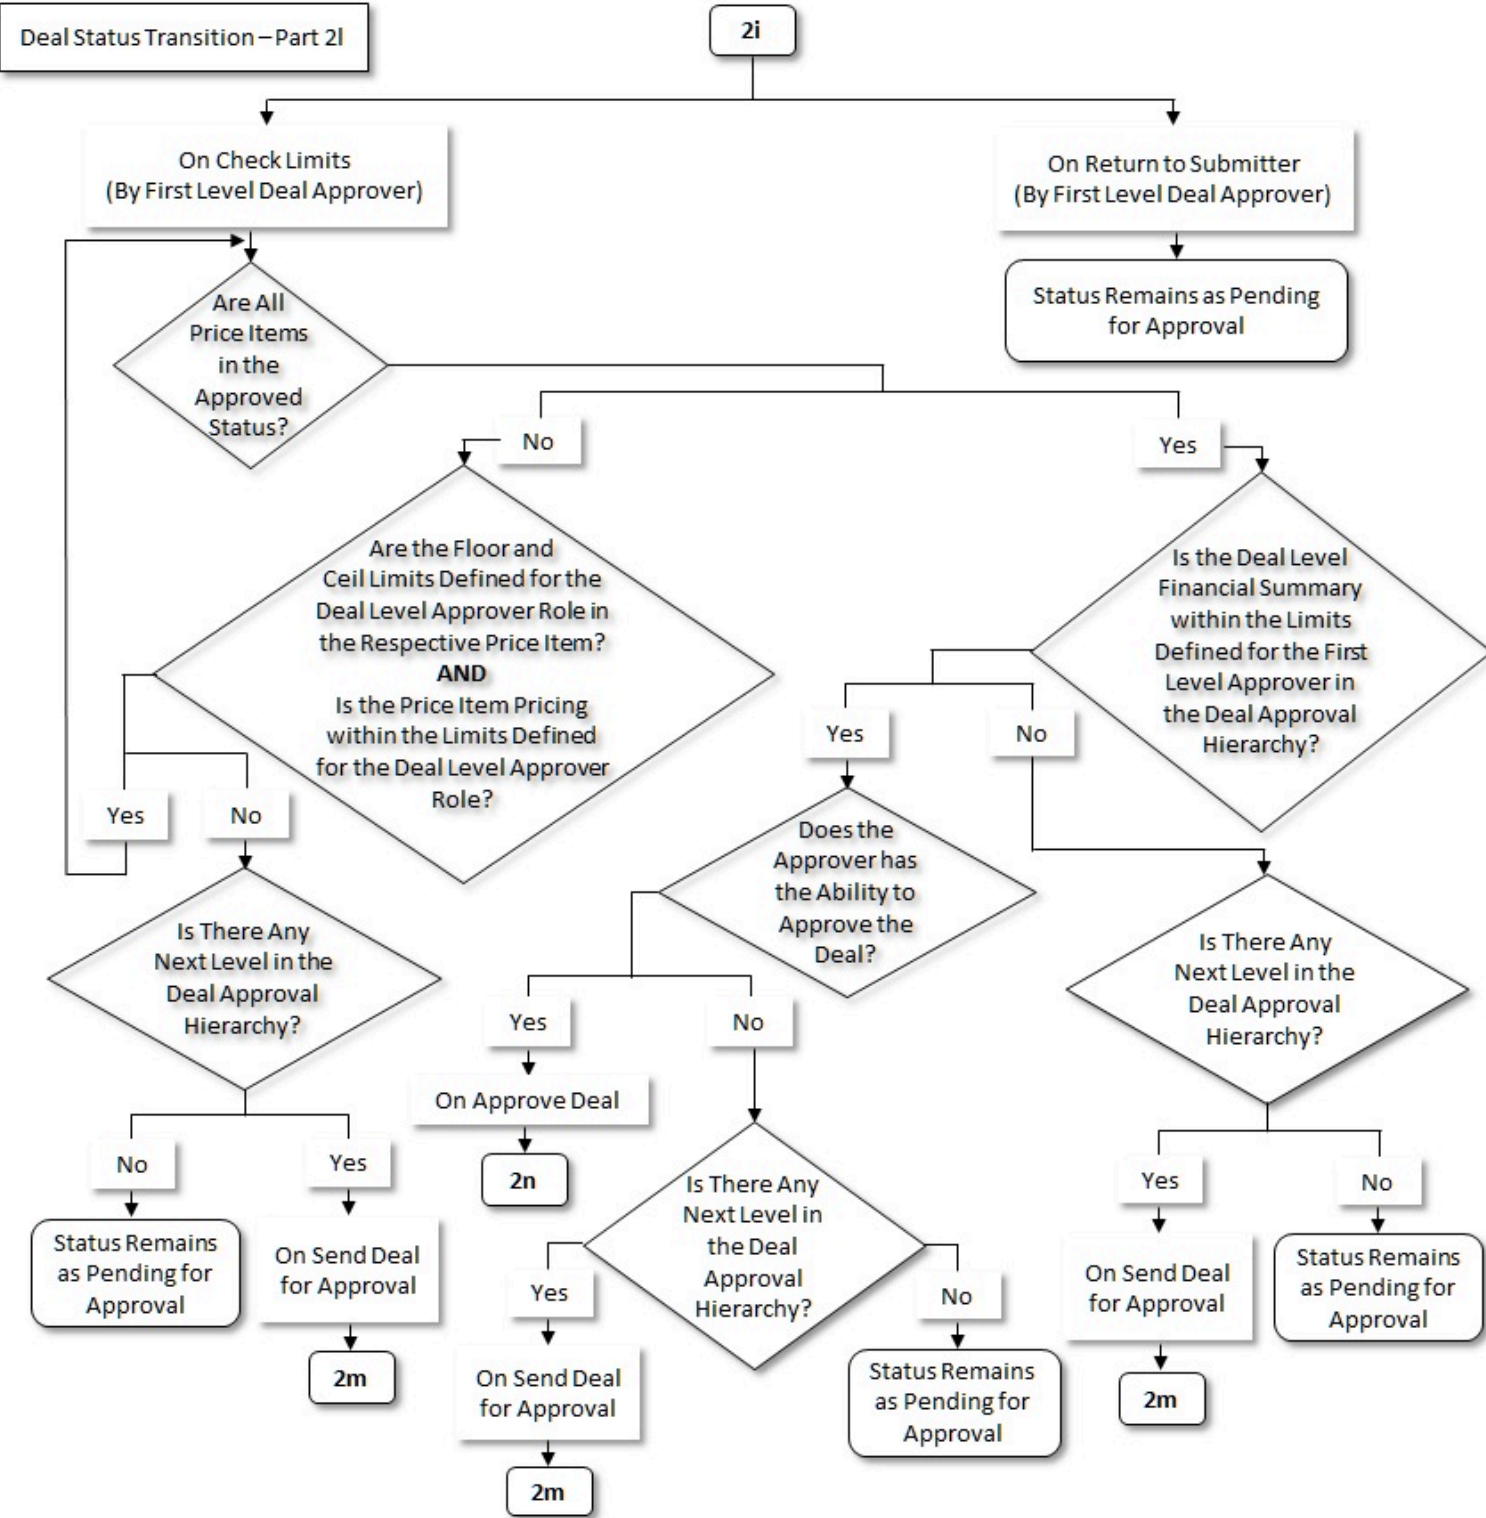 Deal Status Transition – Part 2l
2i
On Check Limits
(By First Level Deal Approver)
On Return to Submitter
(By First Level Deal Approver)
Status Remains as Pending
for Approval
Are All
Price Items
in the
Approved
Status?
No
Yes
Are the Floor and
Ceil Limits Defined for the
Deal Level Approver Role in
the Respective Price Item?
AND
Is the Price Item Pricing
within the Limits Defined
for the Deal Level Approver
Role?
Is the Deal Level
Financial Summary
within the Limits
Defined for the First
Level Approver in
the Deal Approval
Hierarchy?
Yes
No
Yes
No
Does the
Approver has
the Ability to
Approve the
Deal?
Is There Any
Next Level in the
Deal Approval
Hierarchy?
Is There Any
Next Level in the
Deal Approval
Hierarchy?
Yes
No
On Approve Deal
2n
No
Yes
Status Remains
as Pending for
Approval
On Send Deal
for Approval
2m
Is There Any
Next Level in
the Deal
Approval
Hierarchy?
Yes
No
On Send Deal
for Approval
2m
Status Remains
as Pending for
Approval
Yes
No
On Send Deal
for Approval
2m
Status Remains
as Pending for
Approval